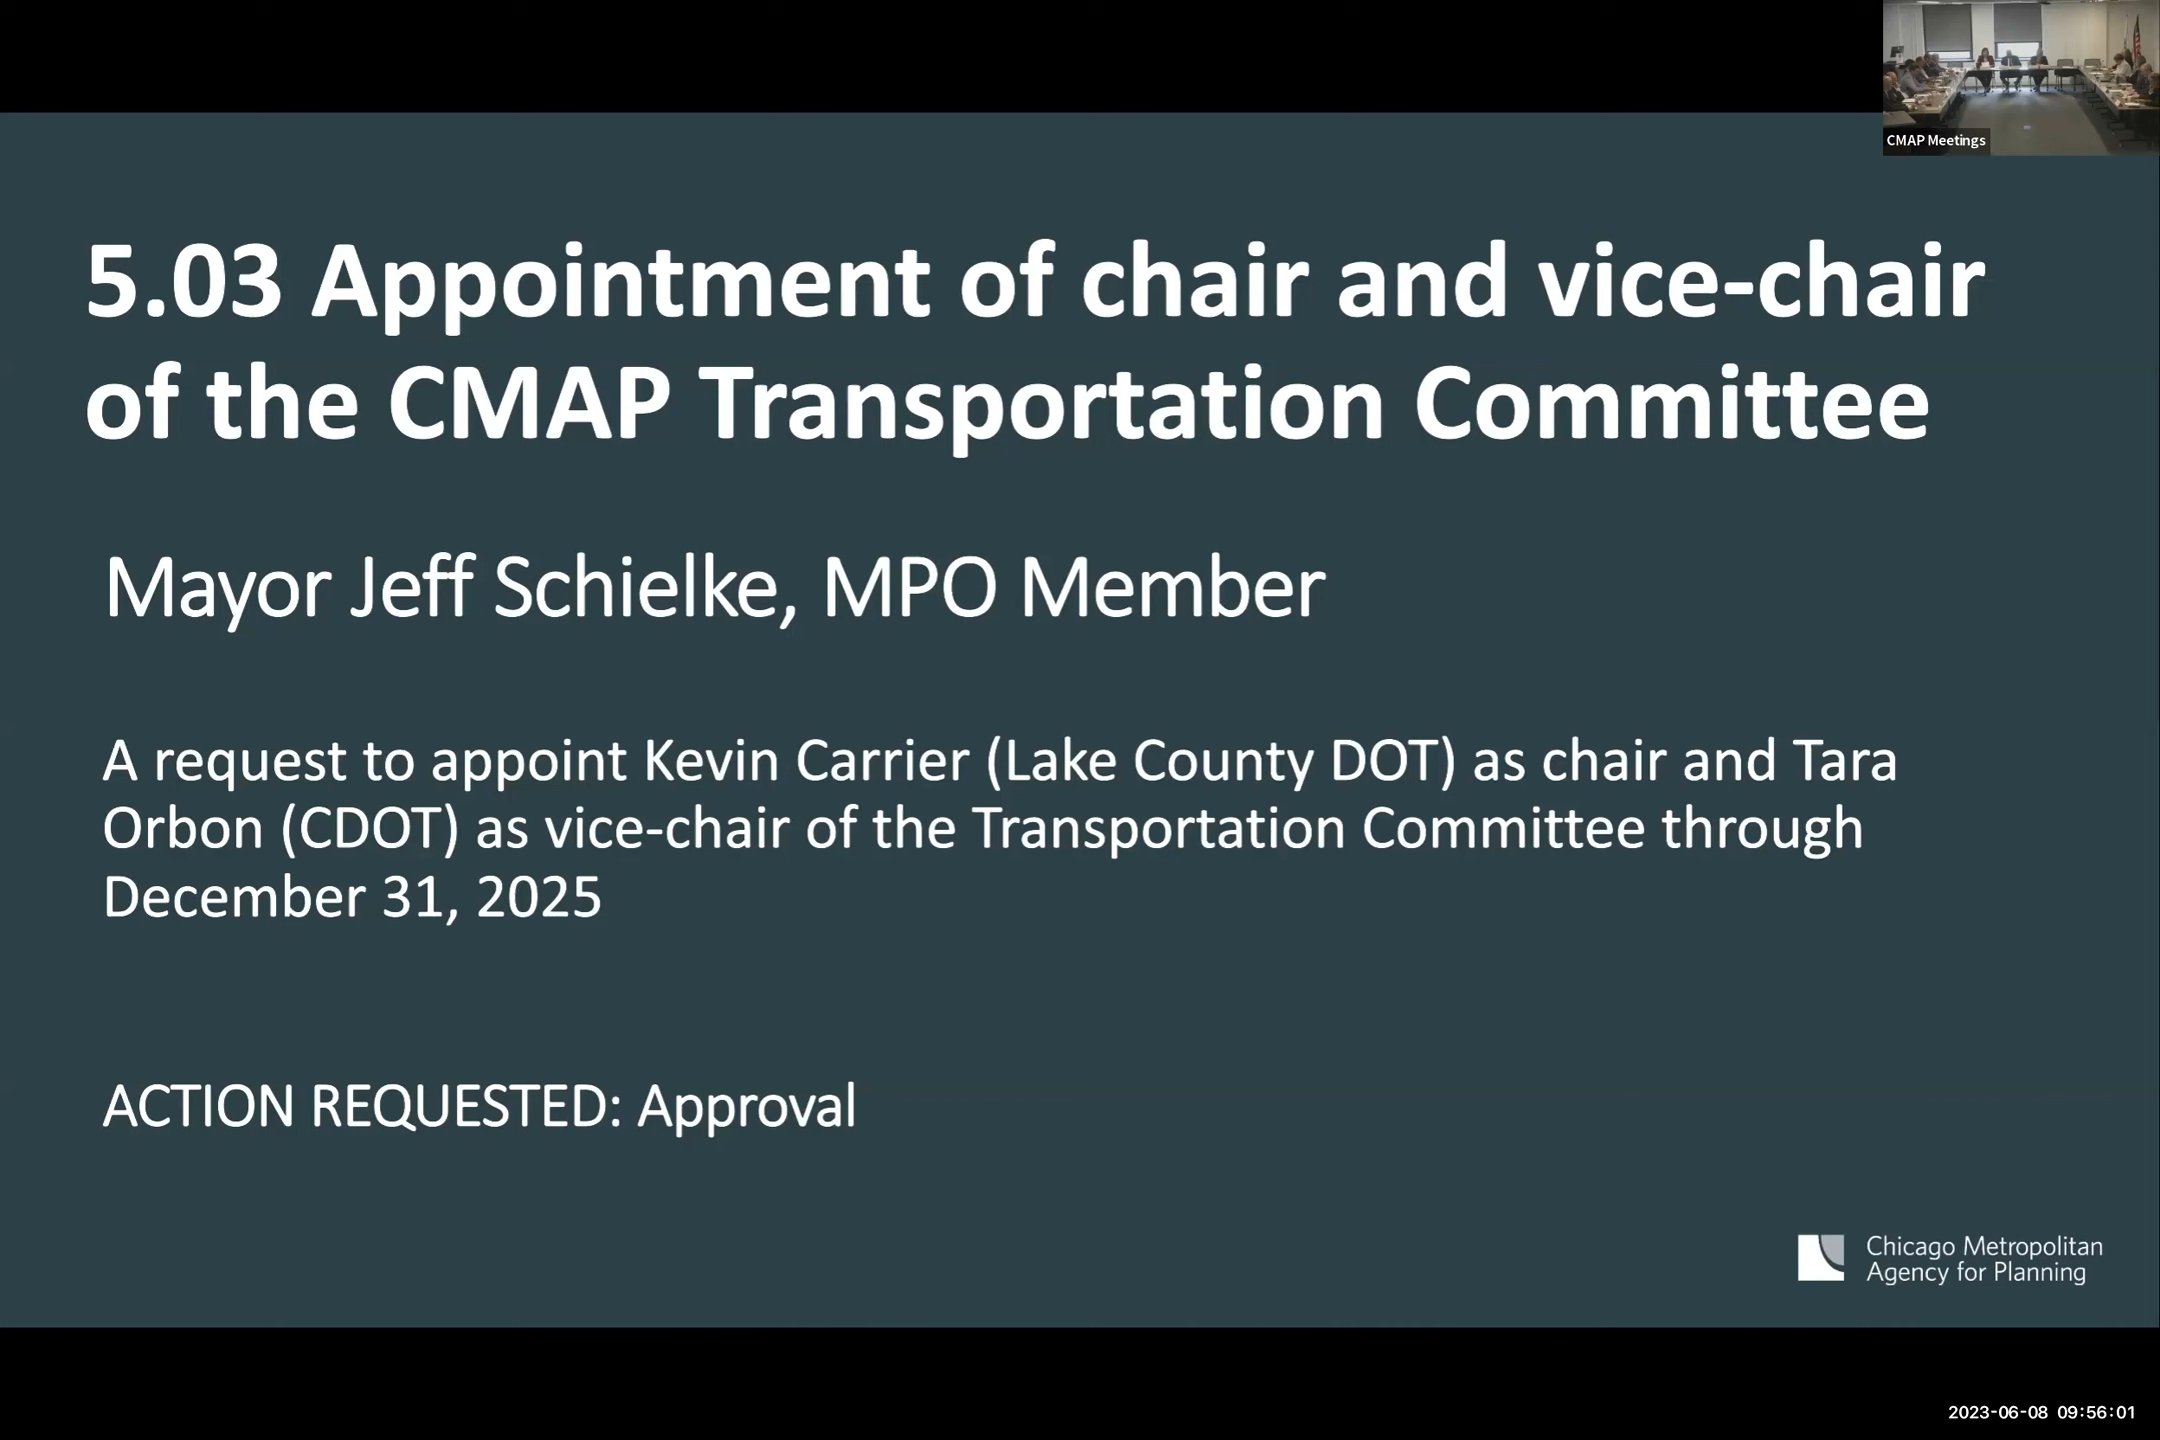 CMAP Meetings
5.03 Appointment of chair and vice-chair
of the CMAP Transportation Committee
Mayor Jeff Schielke, MPO Member
A request to appoint Kevin Carrier (Lake County DOT) as chair and Tara
Orbon (CDOT) as vice-chair of the Transportation Committee through
December 31, 2025
ACTION REQUESTED: Approval
Chicago Metropolitan
Agency for Planning
2023-06-08 09:56:01